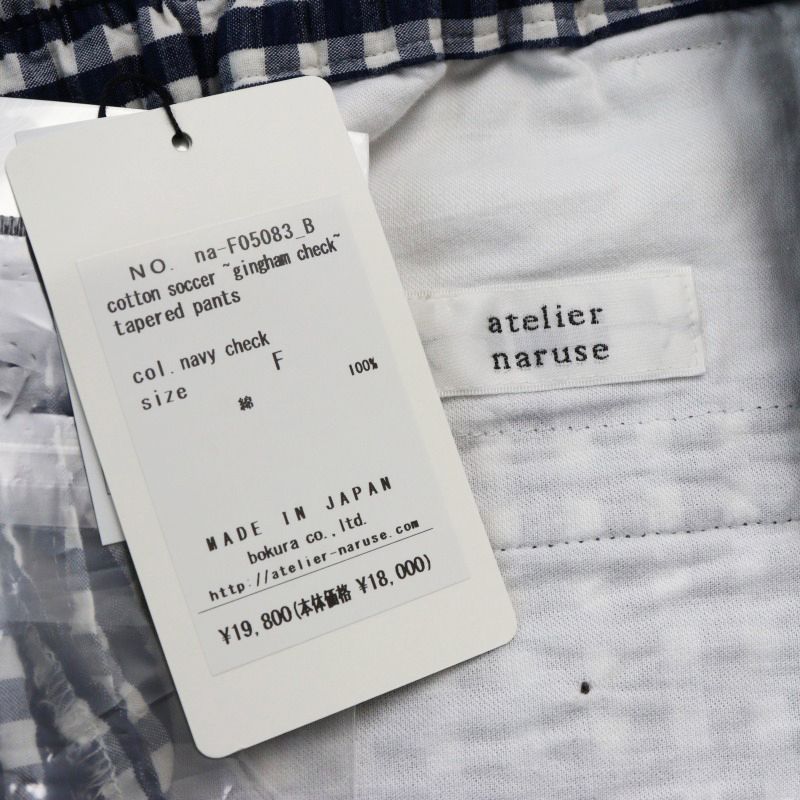 NO. na-F05083_B
cotton soccer ~gingham check~
tapered pants
col. navy check
size F
綿 100%
MADE IN JAPAN
bokura co., ltd.
http://atelier-naruse.com
¥19,800(本体価格 ¥18,000)
atelier
naruse